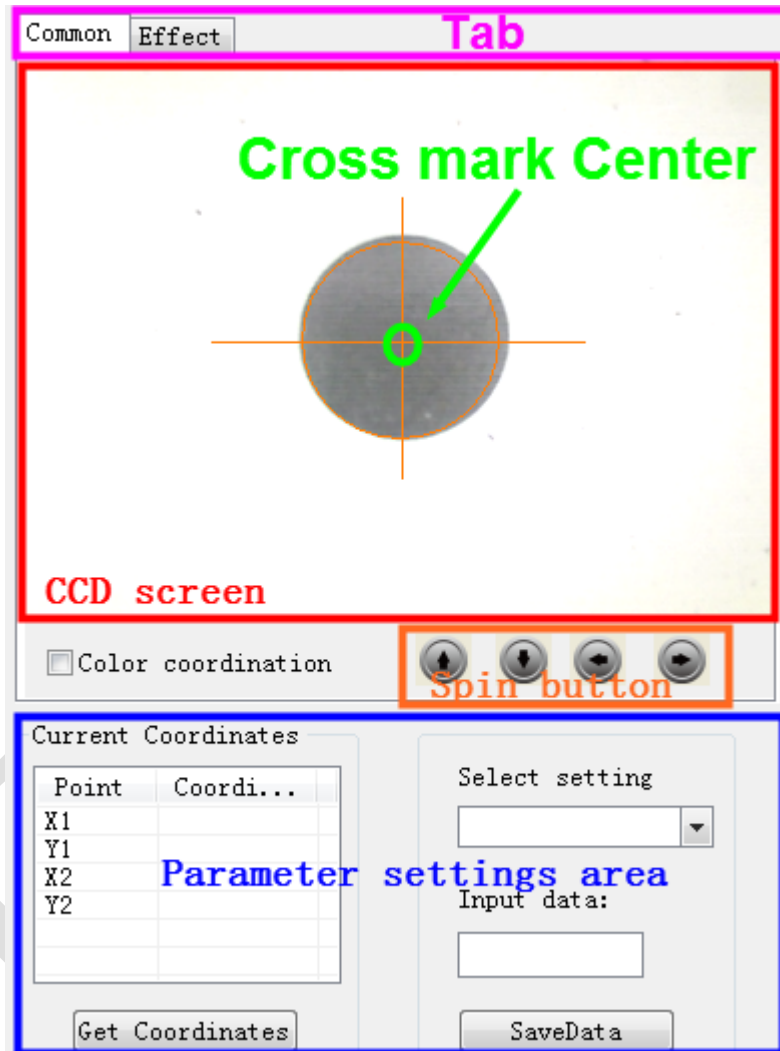 Common Effect Tab
Cross mark Center
CCD screen
Color coordination
Spin button
Current Coordinates
Point Coordi...
X1
Y1
X2
Y2
Select setting
Parameter settings area
Input data:
Get Coordinates SaveData